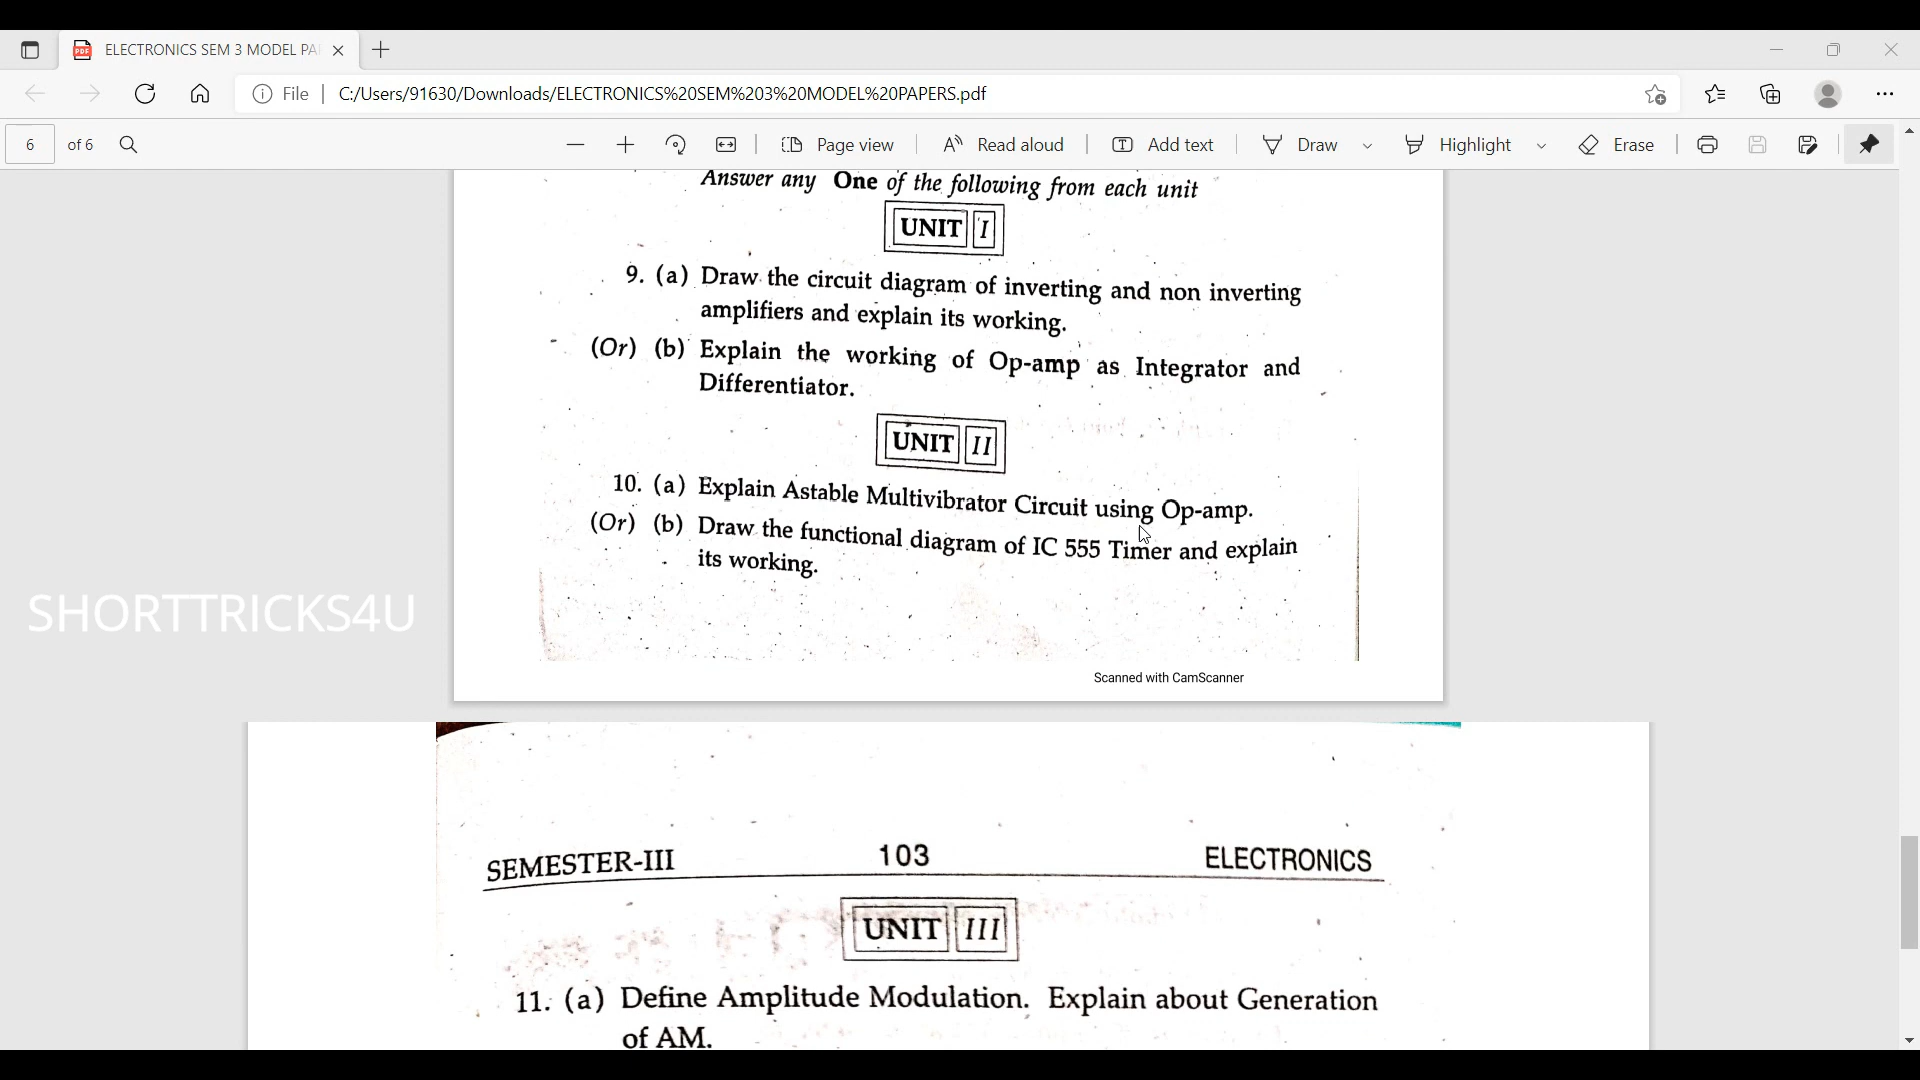 ELECTRONICS SEM 3 MODEL PA
File
C:/Users/91630/Downloads/ELECTRONICS%20SEM%203%20MODEL%20PAPERS.pdf
6 of 6
Page view
Read aloud
Add text
Draw
Highlight
Erase
Answer any One of the following from each unit
UNIT I
9. (a) Draw the circuit diagram of inverting and non inverting
amplifiers and explain its working.
(Or) (b) Explain the working of Op-amp as Integrator and
Differentiator.
UNIT II
10. (a) Explain Astable Multivibrator Circuit using Op-amp.
(Or) (b) Draw the functional diagram of IC 555 Timer and explain
its working.
SHORTTRICKS4U
Scanned with CamScanner
SEMESTER-III 103 ELECTRONICS
UNIT III
11. (a) Define Amplitude Modulation. Explain about Generation
of AM.